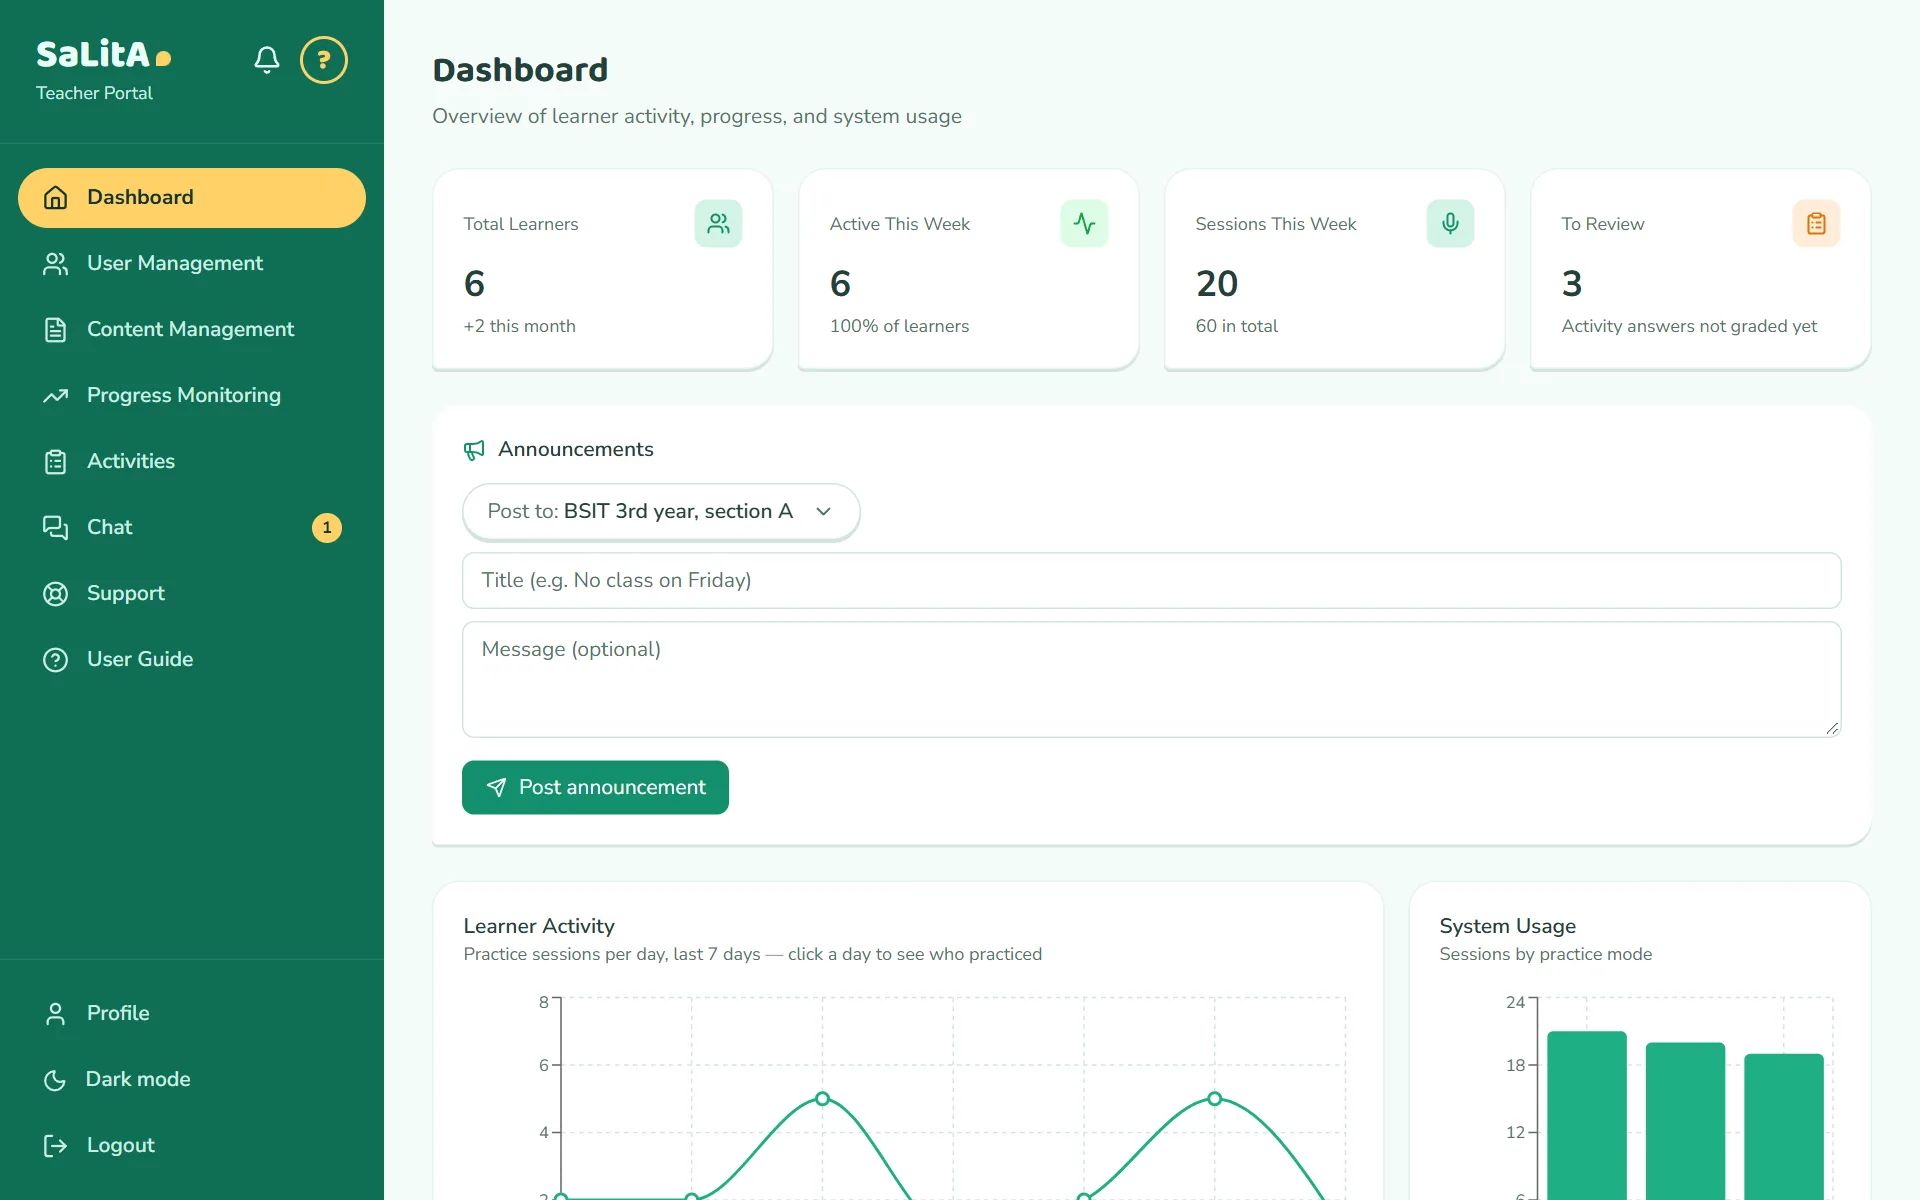 SaLitA
Teacher Portal
?
Dashboard
User Management
Content Management
Progress Monitoring
Activities
Chat
1
Support
User Guide
Profile
Dark mode
Logout
Dashboard
Overview of learner activity, progress, and system usage
Total Learners
6
+2 this month
Active This Week
6
100% of learners
Sessions This Week
20
60 in total
To Review
3
Activity answers not graded yet
Announcements
Post to: BSIT 3rd year, section A
Title (e.g. No class on Friday)
Message (optional)
Post announcement
Learner Activity
Practice sessions per day, last 7 days — click a day to see who practiced
8
6
4
2
System Usage
Sessions by practice mode
24
18
12
6